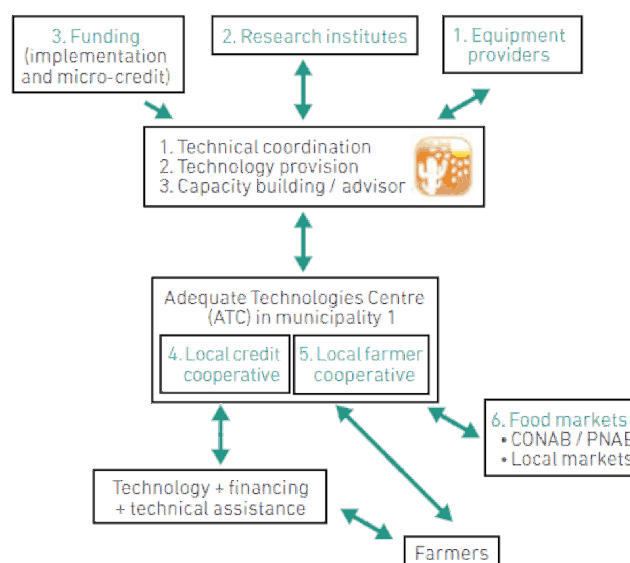 3. Funding
(implementation
and micro-credit)
2. Research institutes
1. Equipment
providers
1. Technical coordination
2. Technology provision
3. Capacity building / advisor
Adequate Technologies Centre
(ATC) in municipality 1
4. Local credit
cooperative
5. Local farmer
cooperative
6. Food markets
• CONAB / PNAE
• Local markets
Technology + financing
+ technical assistance
Farmers